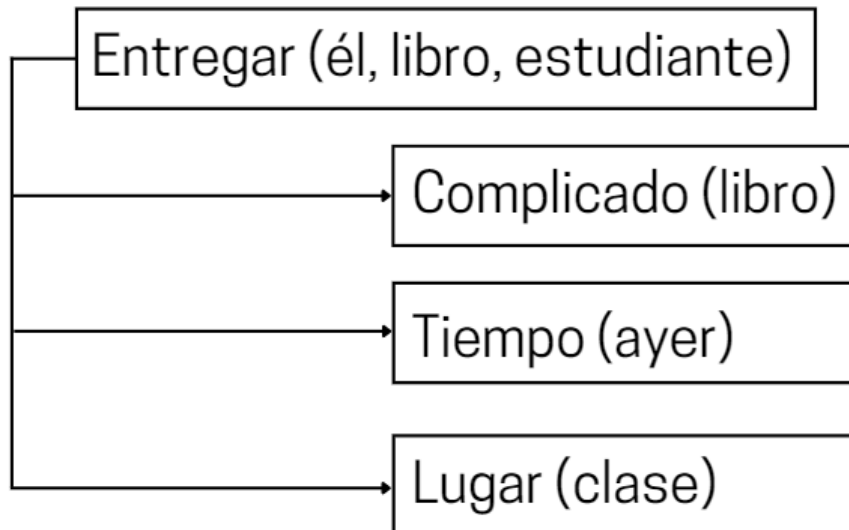 Entregar (él, libro, estudiante)
Complicado (libro)
Tiempo (ayer)
Lugar (clase)